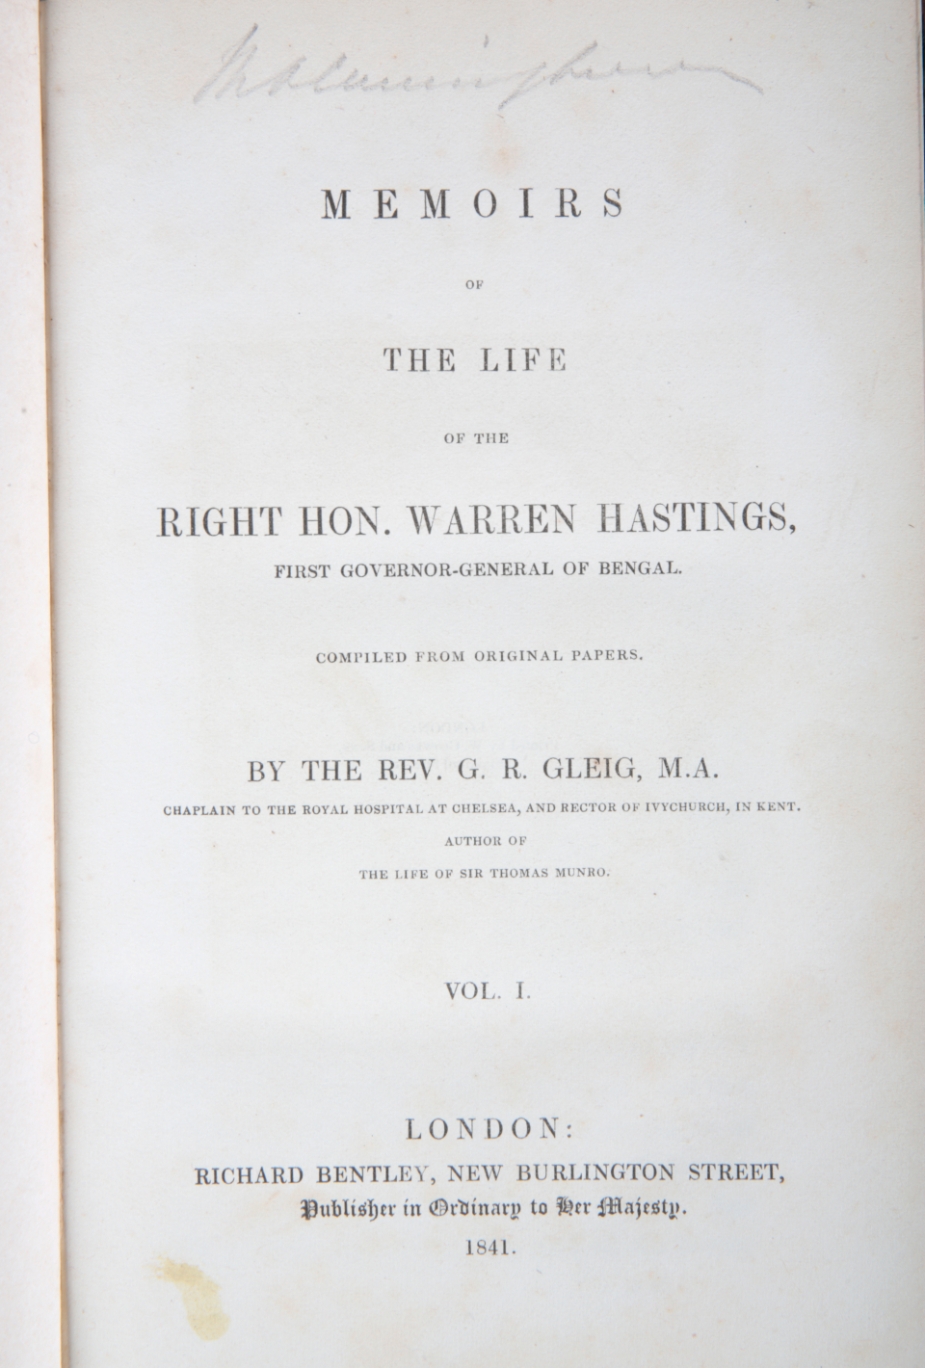 MEMOIRS
OF
THE LIFE
OF THE
RIGHT HON. WARREN HASTINGS,
FIRST GOVERNOR-GENERAL OF BENGAL.
COMPILED FROM ORIGINAL PAPERS.
BY THE REV. G. R. GLEIG, M.A.
CHAPLAIN TO THE ROYAL HOSPITAL AT CHELSEA, AND RECTOR OF IVYCHURCH, IN KENT.
AUTHOR OF
THE LIFE OF SIR THOMAS MUNRO.
VOL. I.
LONDON:
RICHARD BENTLEY, NEW BURLINGTON STREET,
Publisher in Ordinary to Her Majesty.
1841.